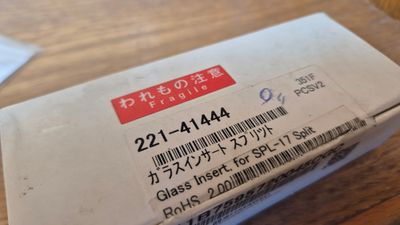 われもの注意
Fragile
221-41444
351F
PCSV2
ガラスインサート スプリット
Glass Insert, for SPL-17 Split
RoHS 2.00